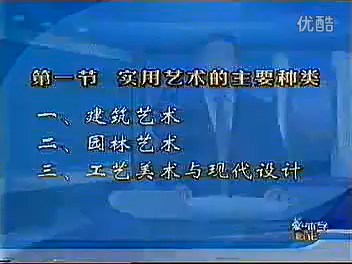 优酷
第一节 实用艺术的主要种类
一、建筑艺术
二、园林艺术
三、工艺美术与现代设计